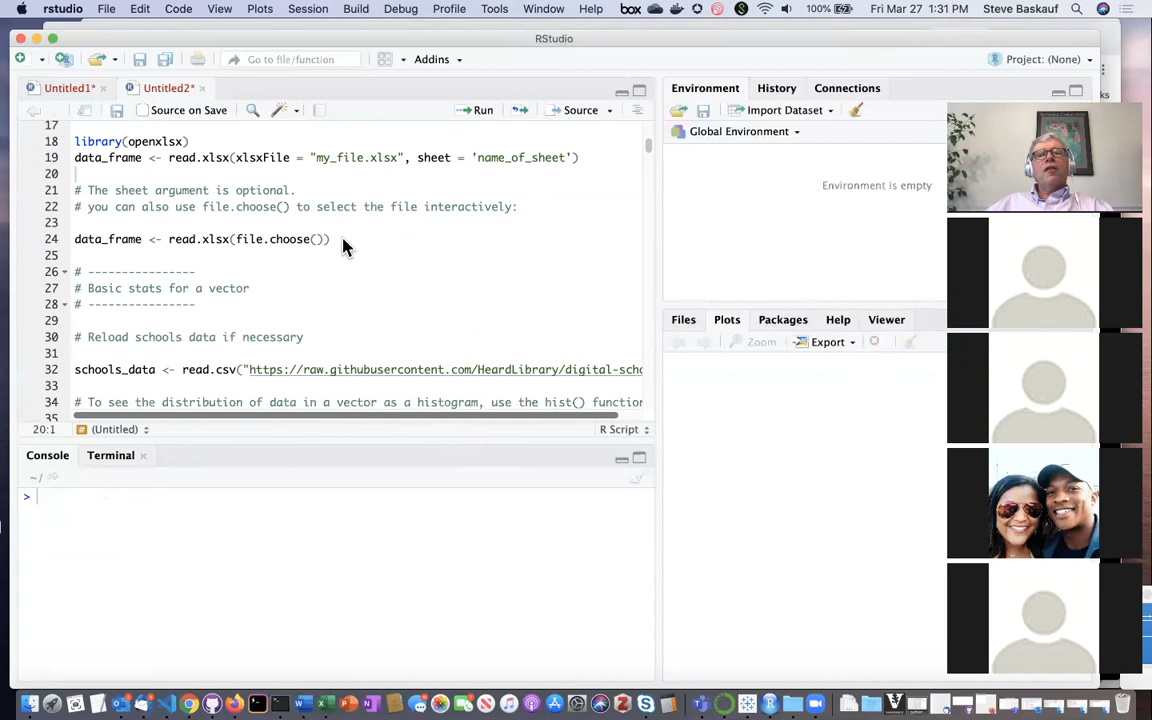 rstudio File Edit Code View Plots Session Build Debug Profile Tools Window Help box 100% Fri Mar 27 1:31 PM Steve Baskauf
RStudio
Go to file/function Addins Project: (None)
Untitled1* Untitled2* Environment History Connections
Source on Save Run Source Import Dataset
Global Environment
Environment is empty
17
18 library(openxlsx)
19 data_frame <- read.xlsx(xlsxFile = "my_file.xlsx", sheet = 'name_of_sheet')
20
21 # The sheet argument is optional.
22 # you can also use file.choose() to select the file interactively:
23
24 data_frame <- read.xlsx(file.choose())
25
26 # ----------------
27 # Basic stats for a vector
28 # ----------------
29
30 # Reload schools data if necessary
31
32 schools_data <- read.csv("https://raw.githubusercontent.com/HeardLibrary/digital-scho
33
34 # To see the distribution of data in a vector as a histogram, use the hist() function
35
20:1 (Untitled) R Script
Files Plots Packages Help Viewer
Zoom Export
Console Terminal
~/
>